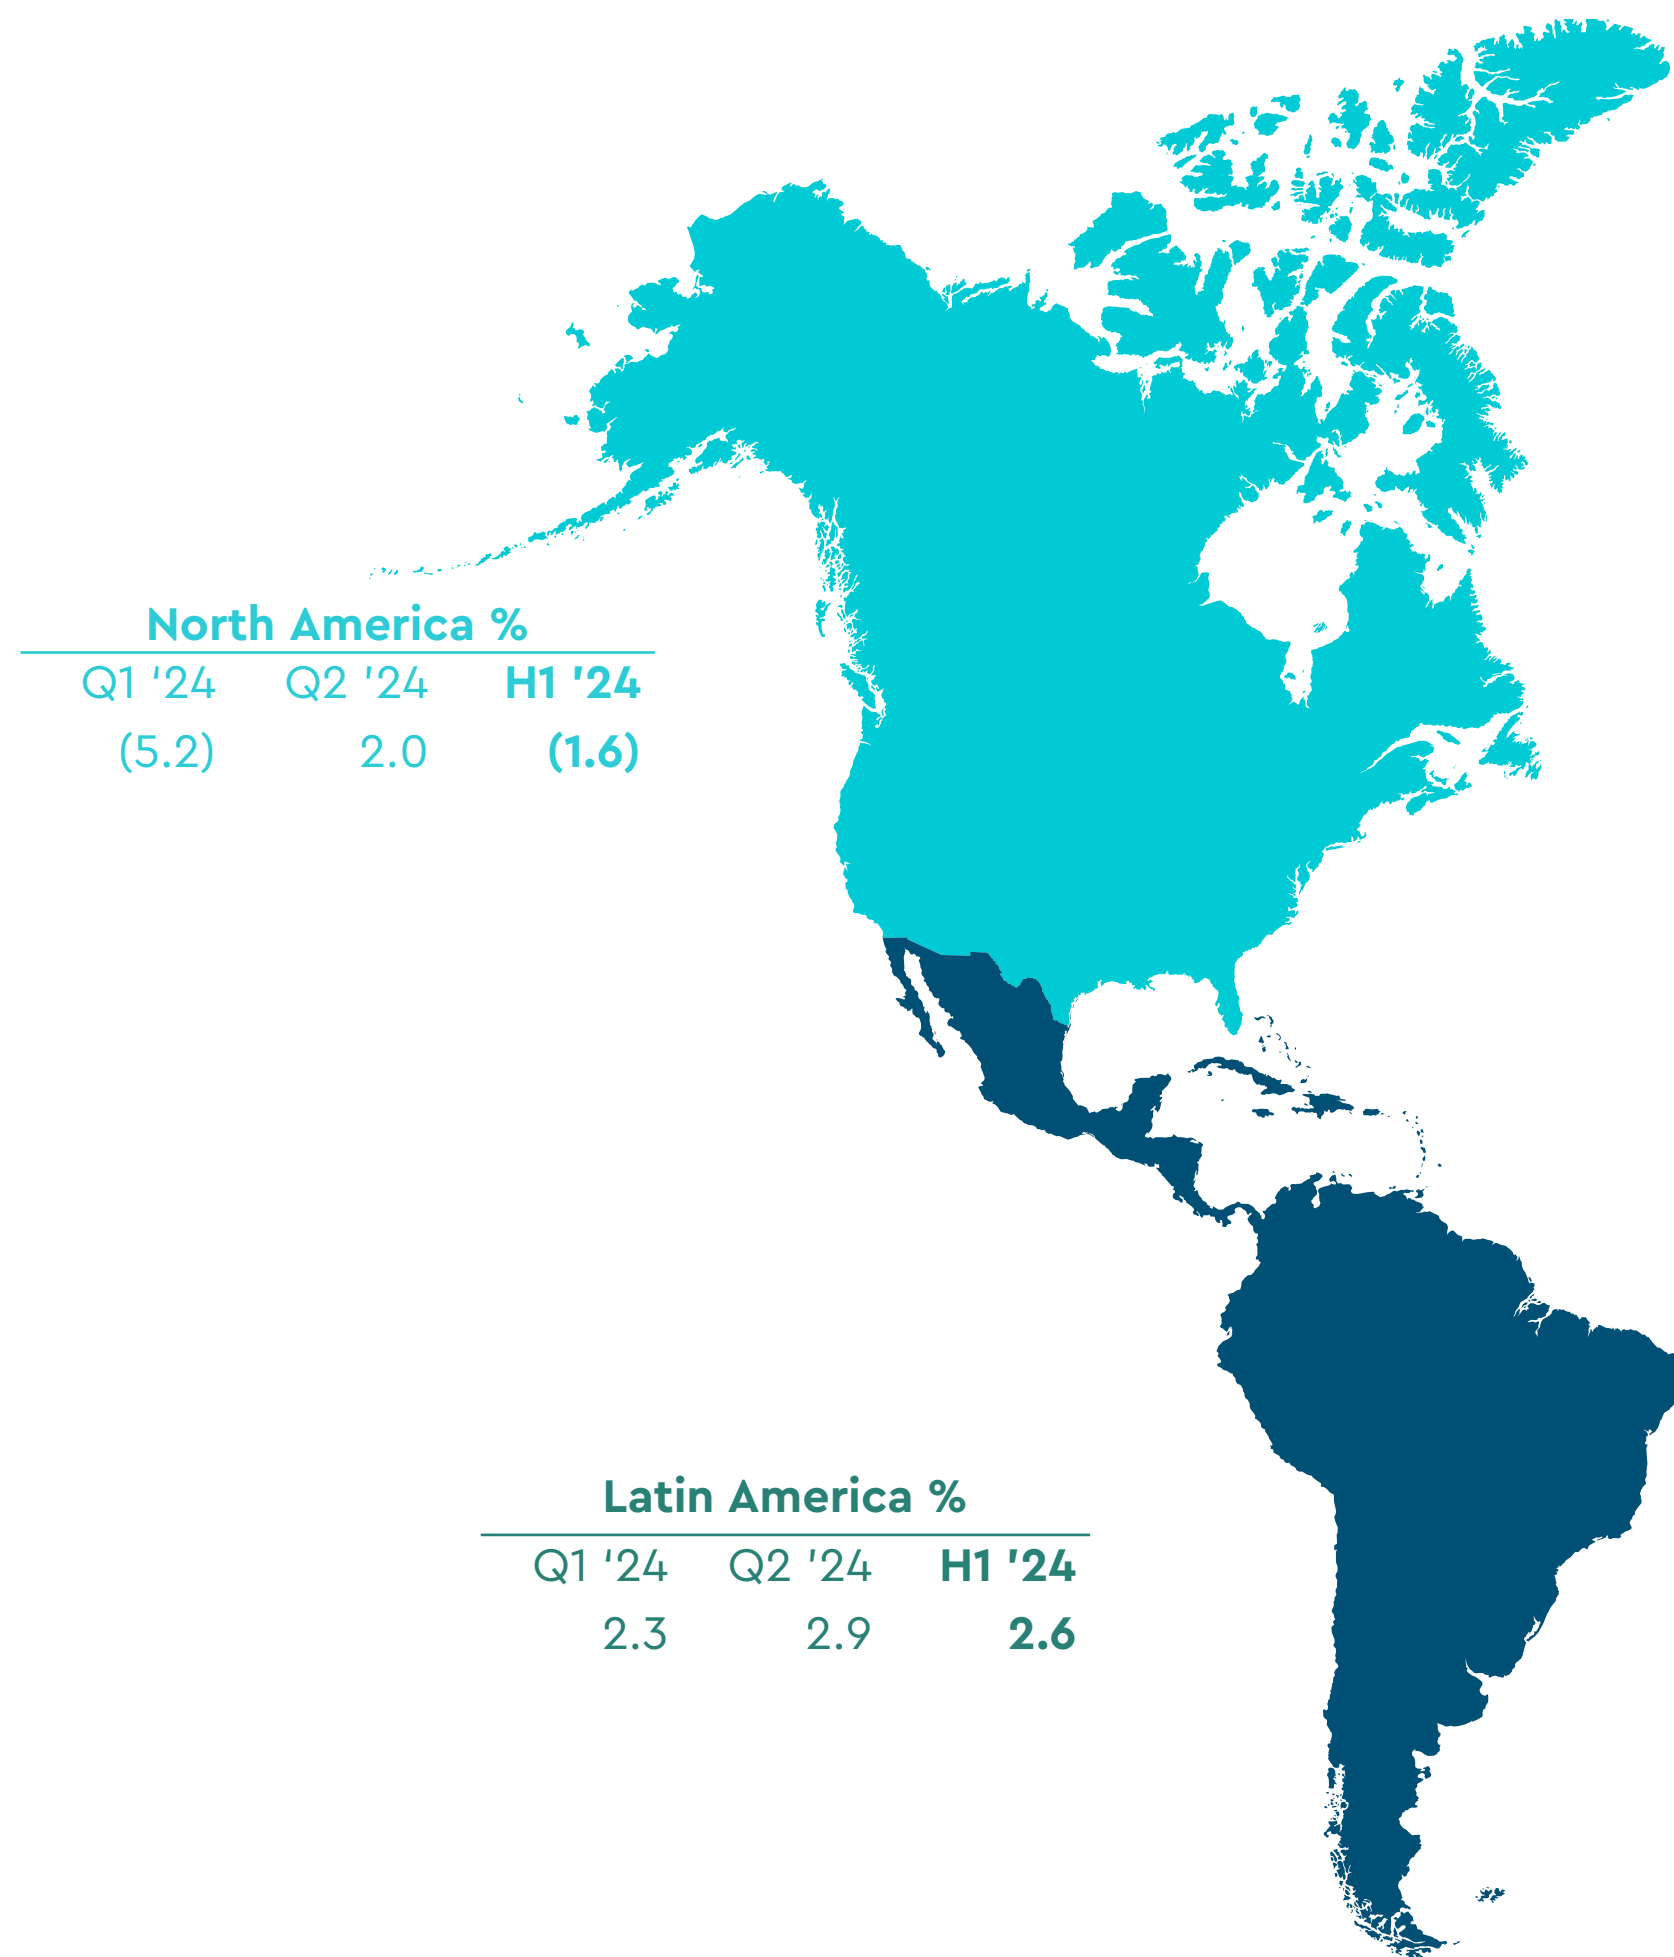 North America %
Q1 ‘24 Q2 ’24 H1 ’24
(5.2) 2.0 (1.6)
Latin America %
Q1 ‘24 Q2 ’24 H1 ’24
2.3 2.9 2.6